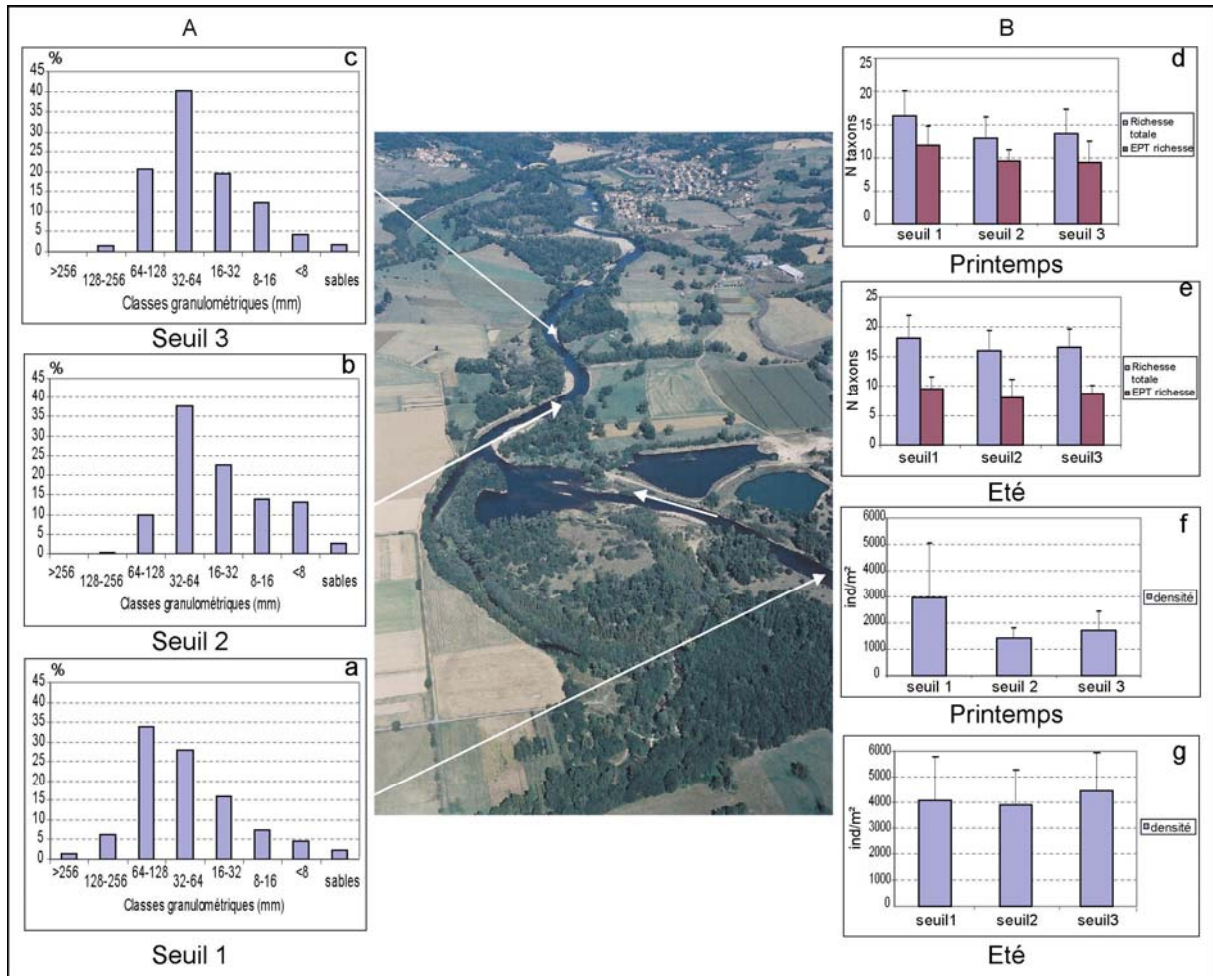 A
B
%
c
45
40
35
30
25
20
15
10
5
0
>256
128-256
64-128
32-64
16-32
8-16
<8
sables
Classes granulométriques (mm)
Seuil 3
b
45
40
35
30
25
20
15
10
5
0
>256
128-256
64-128
32-64
16-32
8-16
<8
sables
Classes granulométriques (mm)
Seuil 2
%
a
45
40
35
30
25
20
15
10
5
0
>256
128-256
64-128
32-64
16-32
8-16
<8
sables
Classes granulométriques (mm)
Seuil 1
d
N taxons
25
20
15
10
5
0
seuil 1
seuil 2
seuil 3
Richesse
totale
EPT richesse
Printemps
e
N taxons
25
20
15
10
5
0
seuil1
seuil2
seuil3
Richesse
totale
EPT richesse
Eté
f
ind/m²
6000
5000
4000
3000
2000
1000
0
seuil 1
seuil 2
seuil 3
densité
Printemps
g
ind/m²
6000
5000
4000
3000
2000
1000
0
seuil1
seuil2
seuil3
densité
Eté